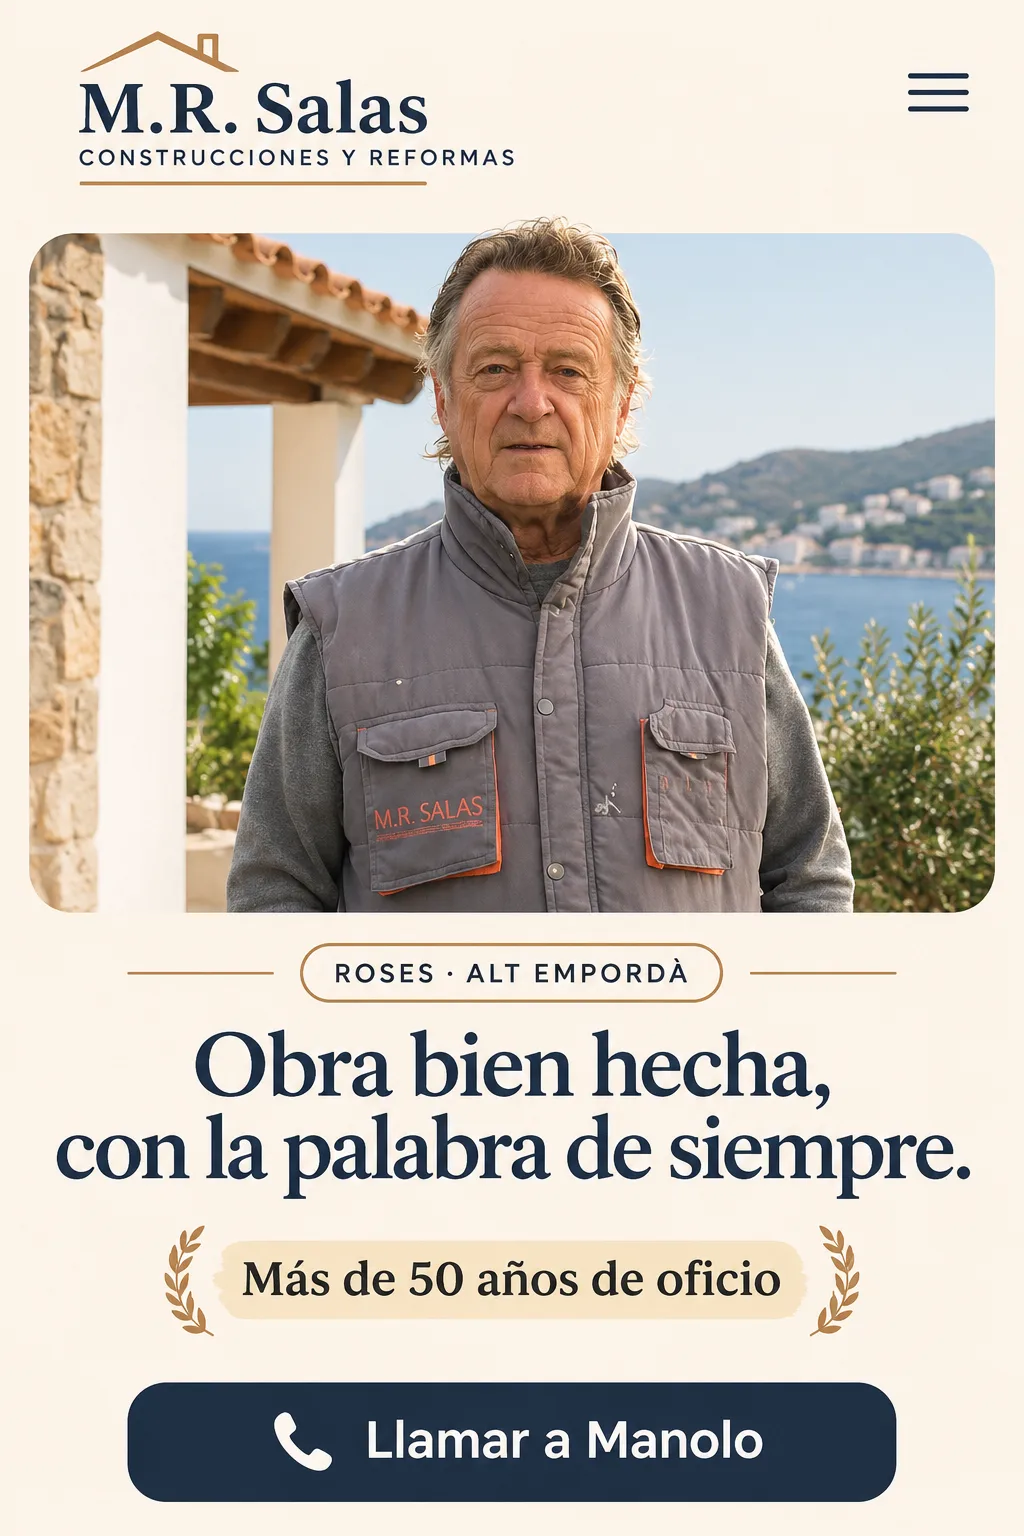 M.R. Salas
CONSTRUCCIONES Y REFORMAS
M.R. SALAS
ROSES · ALT EMPORDÀ
Obra bien hecha,
con la palabra de siempre.
Más de 50 años de oficio
Llamar a Manolo